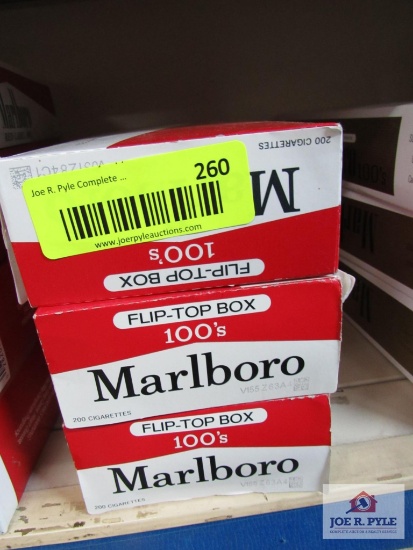 Joe R. Pyle Complete ...
260
www.joerpyleauctions.com
200 CIGARETTES
100's
FLIP-TOP BOX
FLIP-TOP BOX
100's
Marlboro
200 CIGARETTES
FLIP-TOP BOX
100's
Marlboro
200 CIGARETTES
JOE R. PYLE